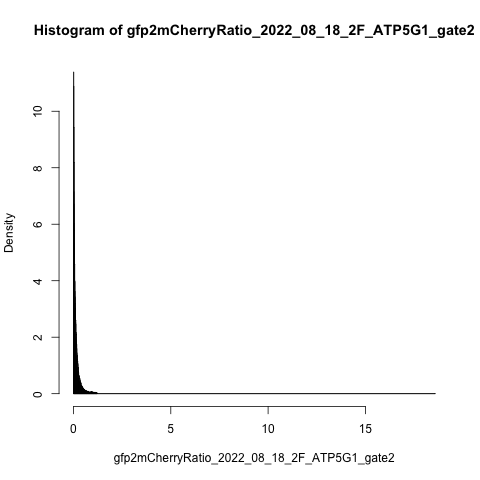 Histogram of gfp2mCherryRatio_2022_08_18_2F_ATP5G1_gate2
10
8
6
4
2
0
Density
0 5 10 15
gfp2mCherryRatio_2022_08_18_2F_ATP5G1_gate2